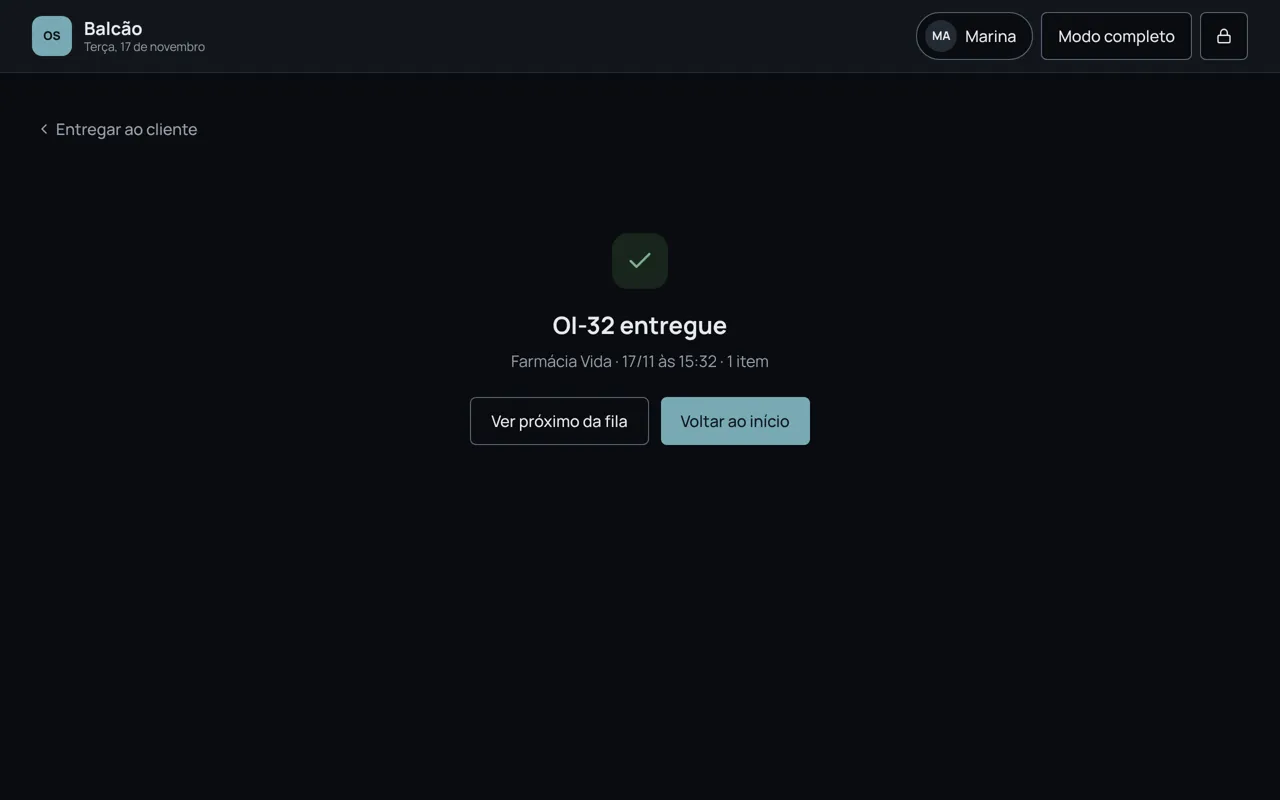 OS
Balcão
Terça, 17 de novembro
MA
Marina
Modo completo
Entregar ao cliente
OI-32 entregue
Farmácia Vida · 17/11 às 15:32 · 1 item
Ver próximo da fila
Voltar ao início